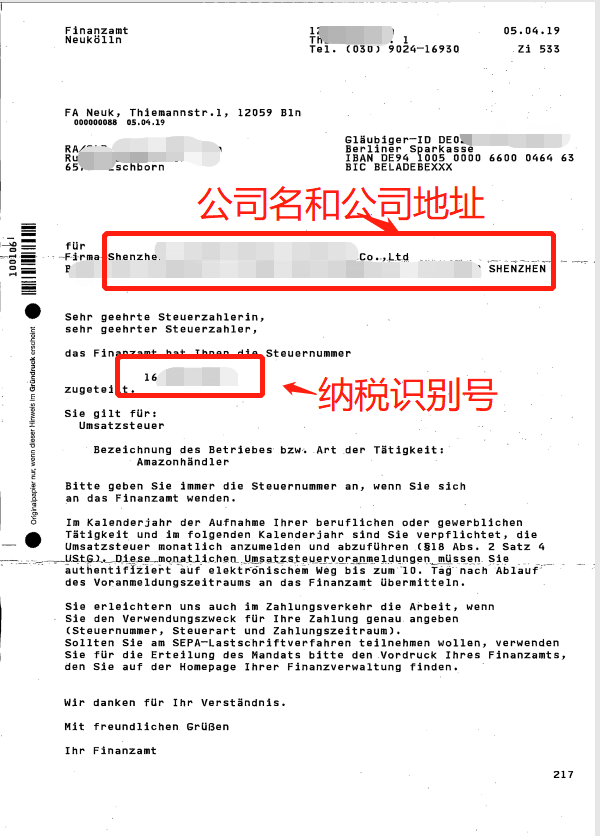 Finanzamt
Neukölln
12
Th 1
Tel. (030) 9024-16930
05.04.19
Zi 533
FA Neuk, Thiemannstr.1, 12059 Bln
000000088 05.04.19
65 schborn
Gläubiger-ID DE0
Berliner Sparkasse
IBAN DE94 1005 0000 6600 0464 63
BIC BELADEBEXXX
公司名和公司地址
für
Firma Shenzhe Co.,Ltd
SHENZHEN
100106
Sehr geehrte Steuerzahlerin,
sehr geehrter Steuerzahler,
das Finanzamt hat Ihnen die Steuernummer
16
纳税识别号
zugeteilt.
Sie gilt für:
Umsatzsteuer
Bezeichnung des Betriebes bzw. Art der Tätigkeit:
Amazonhändler
Originalpapier nur, wenn dieser Hinweis im Gründruck erscheint
Bitte geben Sie immer die Steuernummer an, wenn Sie sich
an das Finanzamt wenden.
Im Kalenderjahr der Aufnahme Ihrer beruflichen oder gewerblichen
Tätigkeit und im folgenden Kalenderjahr sind Sie verpflichtet, die
Umsatzsteuer monatlich anzumelden und abzuführen (§18 Abs. 2 Satz 4
UStG). Diese monatlichen Umsatzsteuervoranmeldungen müssen Sie
authentifiziert auf elektronischem Weg bis zum 10. Tag nach Ablauf
des Voranmeldungszeitraums an das Finanzamt übermitteln.
Sie erleichtern uns auch im Zahlungsverkehr die Arbeit, wenn
Sie den Verwendungszweck für Ihre Zahlung genau angeben
(Steuernummer, Steuerart und Zahlungszeitraum).
Sollten Sie am SEPA-Lastschriftverfahren teilnehmen wollen, verwenden
Sie für die Erteilung des Mandats bitte den Vordruck Ihres Finanzamts,
den Sie auf der Homepage Ihrer Finanzverwaltung finden.
Wir danken für Ihr Verständnis.
Mit freundlichen Grüßen
Ihr Finanzamt
217